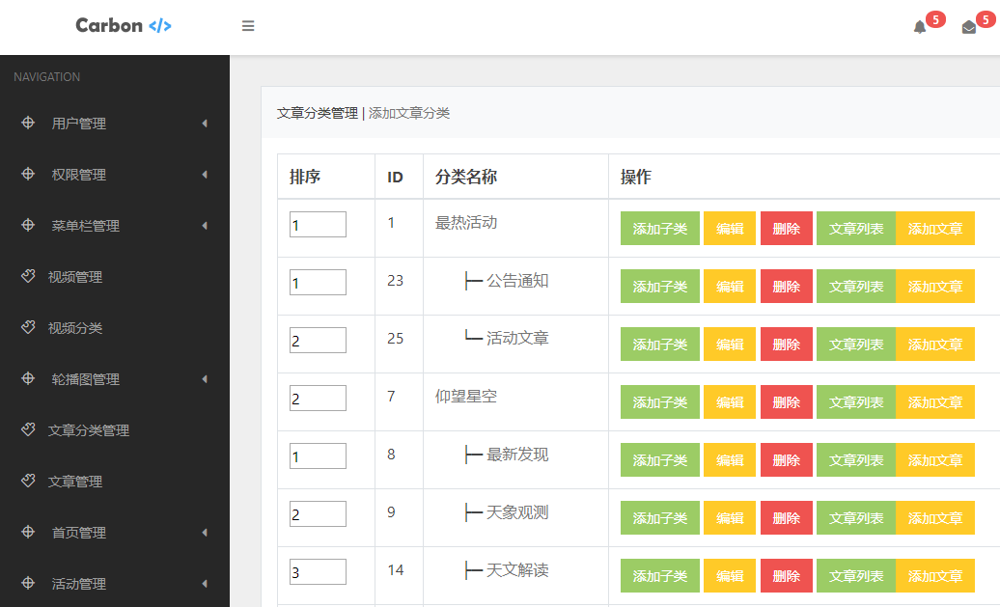 Carbon </>
5
5
NAVIGATION
用户管理
权限管理
菜单栏管理
视频管理
视频分类
轮播图管理
文章分类管理
文章管理
首页管理
活动管理
文章分类管理 | 添加文章分类
排序 ID 分类名称 操作
1 1 最热活动 添加子类 编辑 删除 文章列表 添加文章
1 23 ├─ 公告通知 添加子类 编辑 删除 文章列表 添加文章
2 25 └─ 活动文章 添加子类 编辑 删除 文章列表 添加文章
2 7 仰望星空 添加子类 编辑 删除 文章列表 添加文章
1 8 ├─ 最新发现 添加子类 编辑 删除 文章列表 添加文章
2 9 ├─ 天象观测 添加子类 编辑 删除 文章列表 添加文章
3 14 ├─ 天文解读 添加子类 编辑 删除 文章列表 添加文章